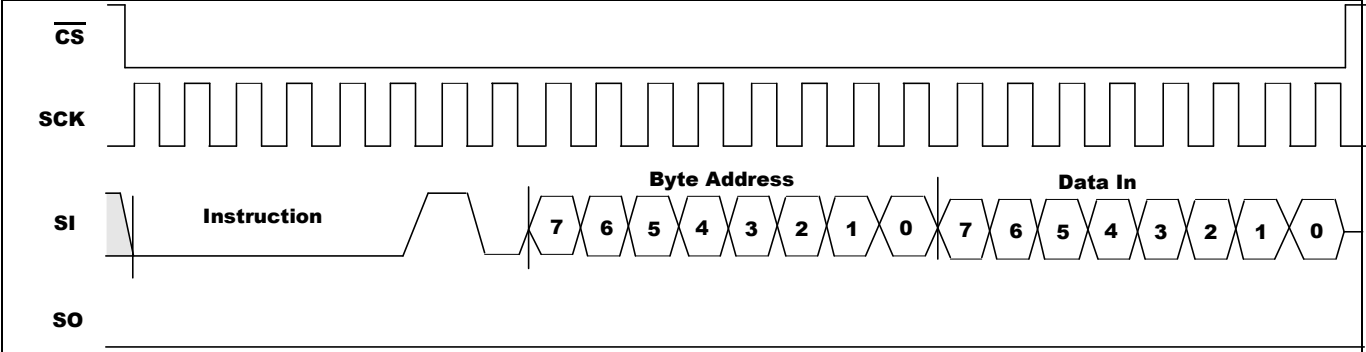 CS
SCK
Byte Address
Data In
SI
Instruction
7 6 5 4 3 2 1 0 7 6 5 4 3 2 1 0
SO